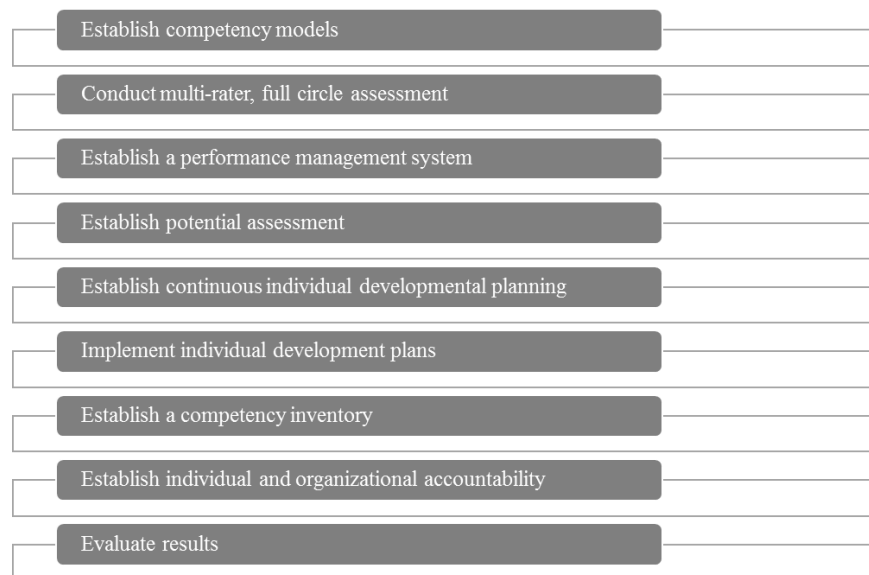 Establish competency models
Conduct multi-rater, full circle assessment
Establish a performance management system
Establish potential assessment
Establish continuous individual developmental planning
Implement individual development plans
Establish a competency inventory
Establish individual and organizational accountability
Evaluate results